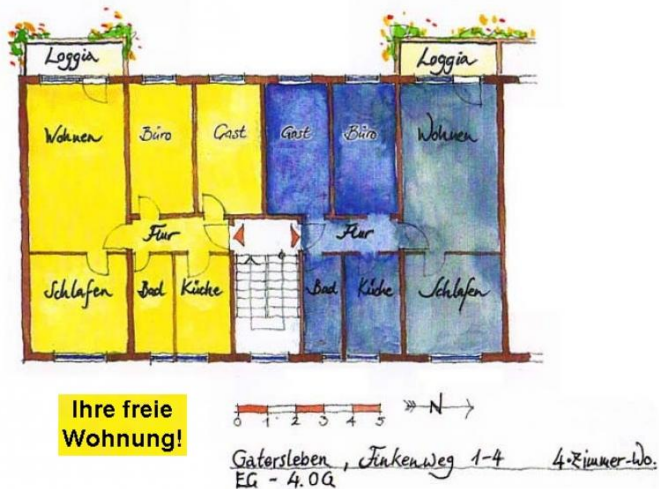 Loggia Loggia
Wohnen Büro Gast Gast Büro Wohnen
Flur Flur
Schlafen Bad Küche Bad Küche Schlafen
Ihre freie
Wohnung!
0 1 2 3 4 5 N
Gatersleben, Finkenweg 1-4 4-Zimmer-Wo.
EG - 4.OG